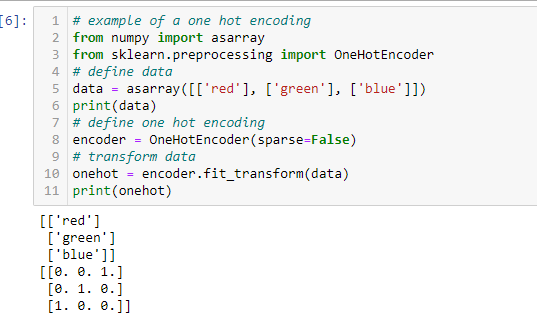 [6]:
1 # example of a one hot encoding
2 from numpy import asarray
3 from sklearn.preprocessing import OneHotEncoder
4 # define data
5 data = asarray([['red'], ['green'], ['blue']])
6 print(data)
7 # define one hot encoding
8 encoder = OneHotEncoder(sparse=False)
9 # transform data
10 onehot = encoder.fit_transform(data)
11 print(onehot)
[['red']
 ['green']
 ['blue']]
[[0. 0. 1.]
 [0. 1. 0.]
 [1. 0. 0.]]